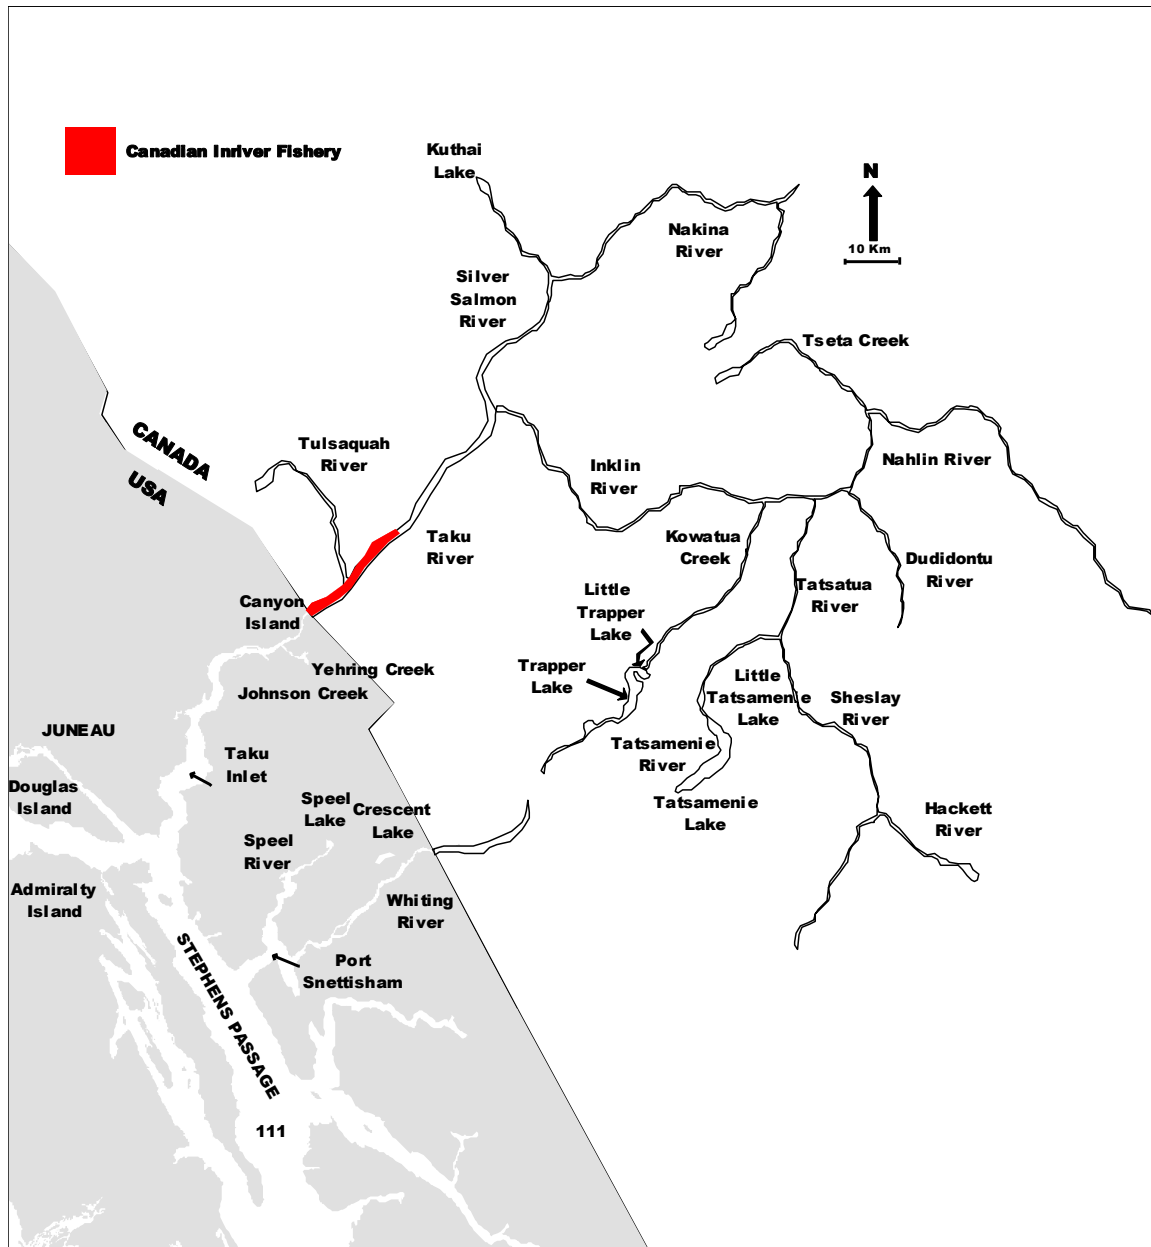 Canadian Inriver Fishery
Kuthai
Lake
N
10 Km
Nakina
River
Silver
Salmon
River
Tseta Creek
CANADA
USA
Tulsaquah
River
Inklin
River
Nahlin River
Taku
River
Kowatua
Creek
Dudidontu
River
Tatsatua
River
Canyon
Island
Little
Trapper
Lake
Yehring Creek
Johnson Creek
Trapper
Lake
Little
Tatsamenie
Lake
Sheslay
River
JUNEAU
Taku
Inlet
Tatsamenie
River
Douglas
Island
Speel
Lake
Crescent
Lake
Tatsamenie
Lake
Hackett
River
Speel
River
Admiralty
Island
Whiting
River
STEPHENS PASSAGE
Port
Snettisham
111